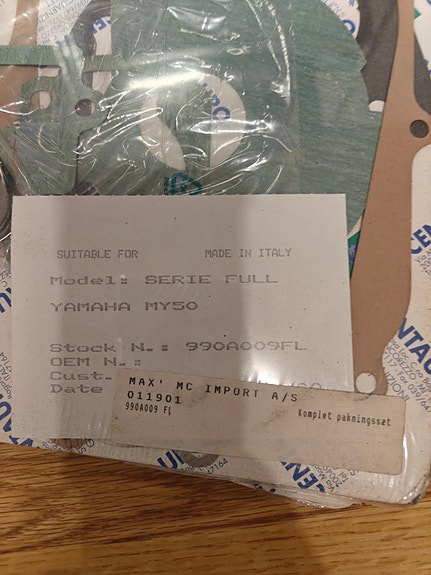 SUITABLE FOR MADE IN ITALY
Model: SERIE FULL
YAMAHA MY50
Stock N.: 990A009FL
OEM N.:
Cust.
Date
MAX' MC IMPORT A/S
011901
990A009 FL
Komplet pakningssæt